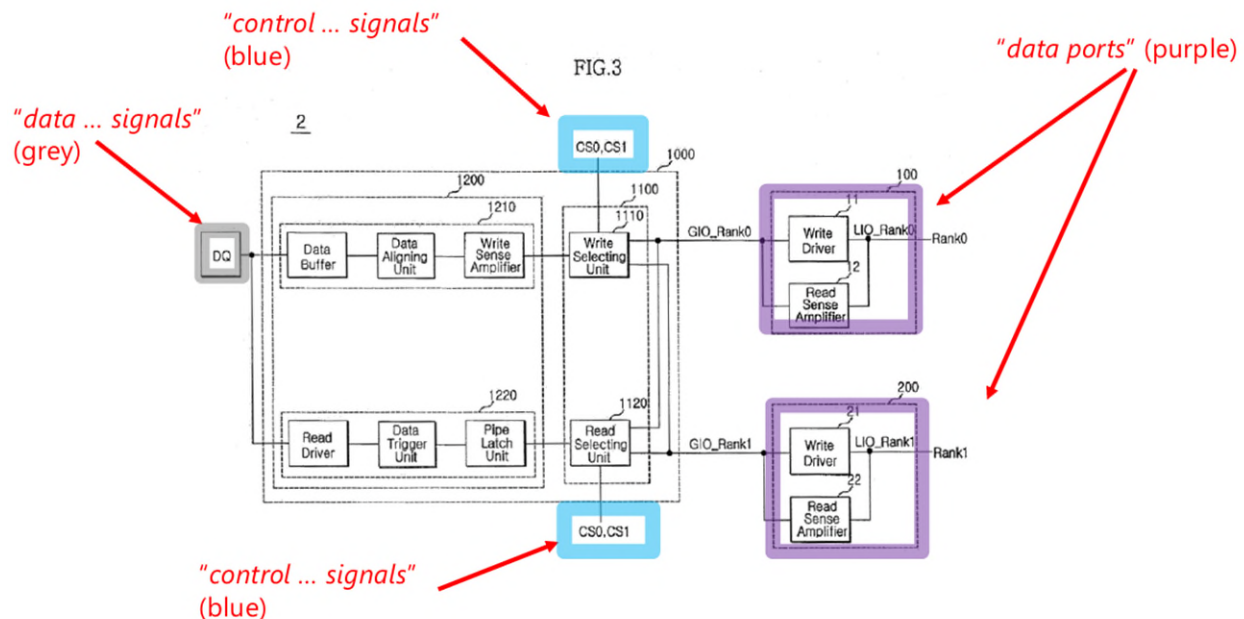 "control ... signals"
(blue)
"data ports" (purple)
FIG.3
"data ... signals"
(grey)
2
CS0,CS1
1000
1200
1100
100
1210
1110
11
GIO_Rank0
LIO_Rank0
Rank0
DQ
Data
Buffer
Data
Aligning
Unit
Write
Sense
Amplifier
Write
Selecting
Unit
Write
Driver
12
Read
Sense
Amplifier
1220
1120
200
21
Read
Driver
Data
Trigger
Unit
Pipe
Latch
Unit
Read
Selecting
Unit
GIO_Rank1
Write
Driver
LIO_Rank1
Rank1
22
Read
Sense
Amplifier
CS0,CS1
"control ... signals"
(blue)